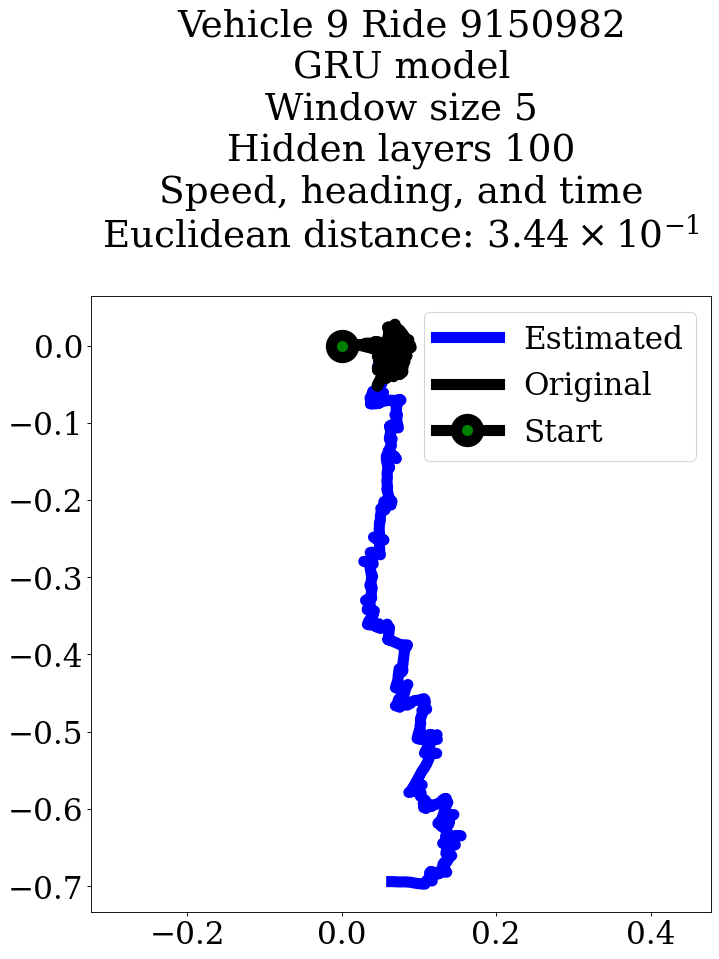 Vehicle 9 Ride 9150982
GRU model
Window size 5
Hidden layers 100
Speed, heading, and time
Euclidean distance: 3.44 × 10⁻¹
Estimated
Original
Start
0.0
−0.1
−0.2
−0.3
−0.4
−0.5
−0.6
−0.7
−0.2 0.0 0.2 0.4